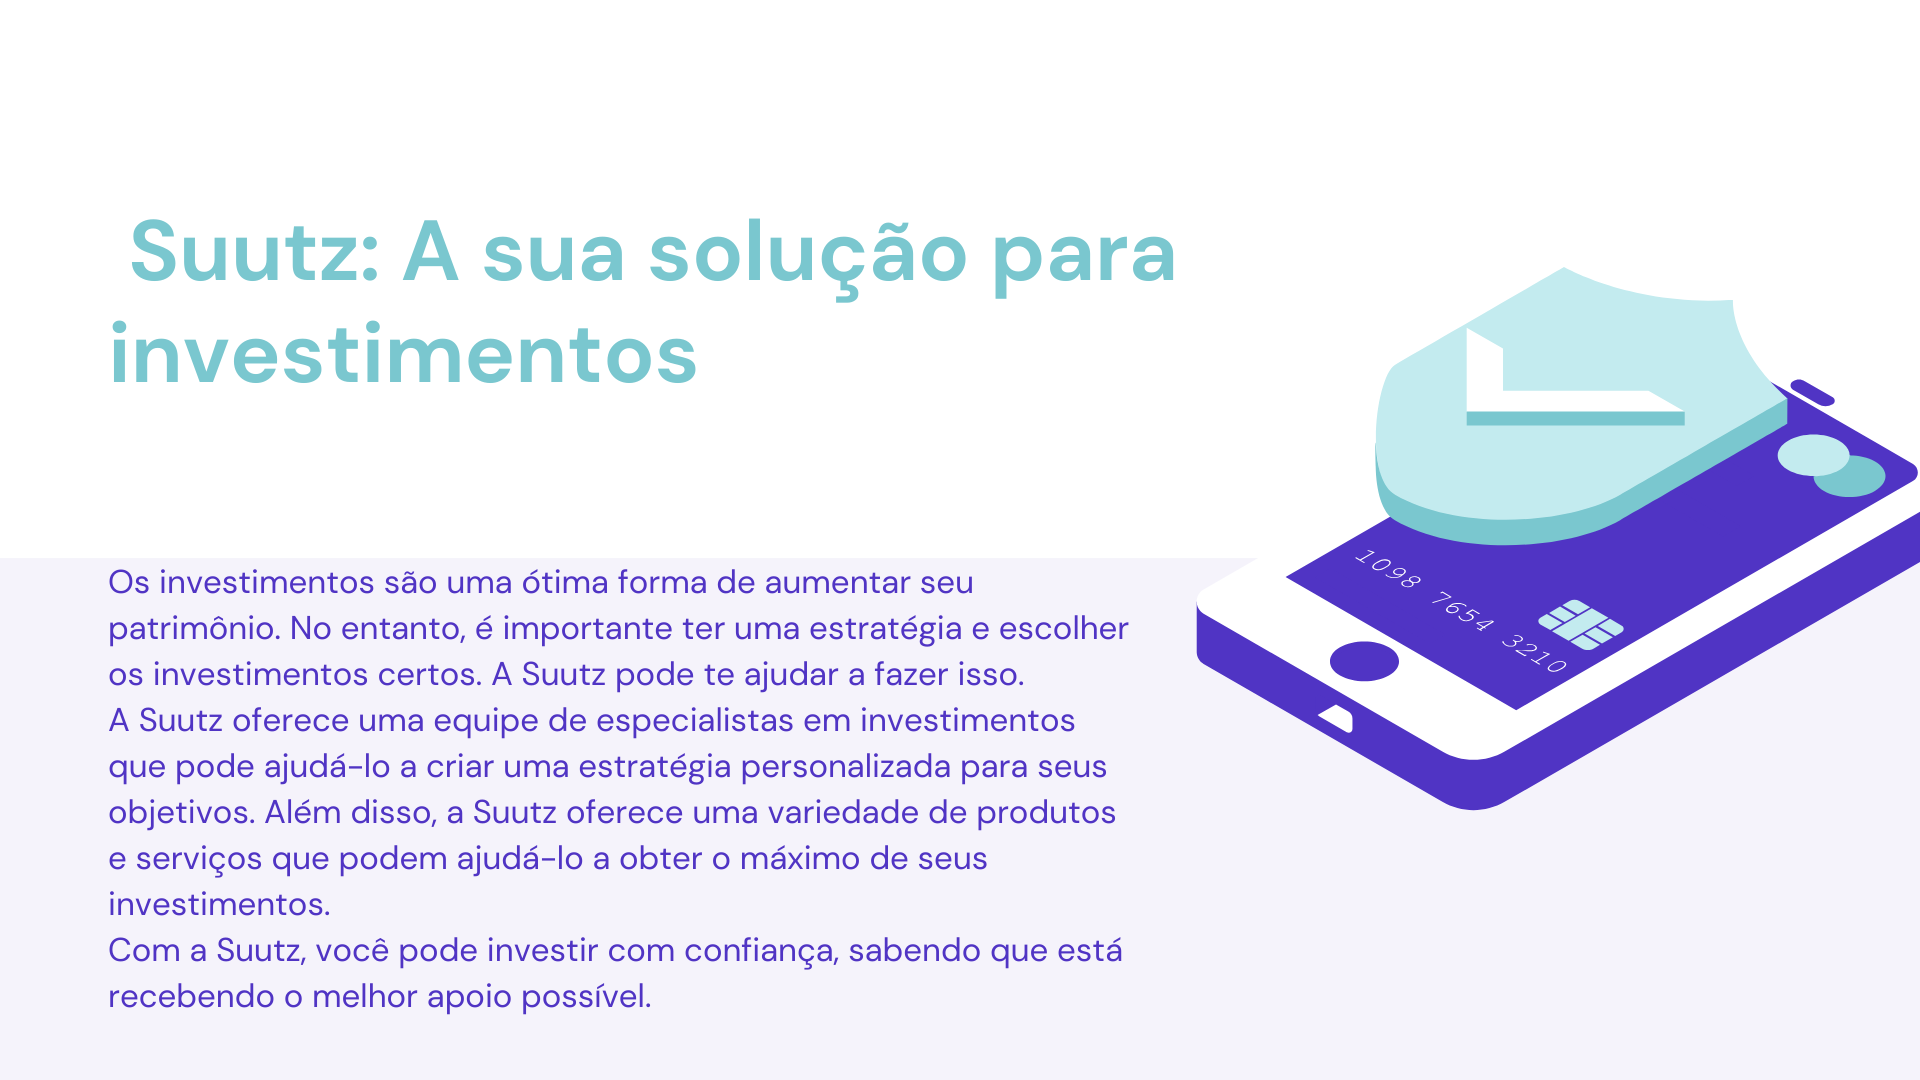 Suutz: A sua solução para
investimentos
Os investimentos são uma ótima forma de aumentar seu
patrimônio. No entanto, é importante ter uma estratégia e escolher
os investimentos certos. A Suutz pode te ajudar a fazer isso.
A Suutz oferece uma equipe de especialistas em investimentos
que pode ajudá-lo a criar uma estratégia personalizada para seus
objetivos. Além disso, a Suutz oferece uma variedade de produtos
e serviços que podem ajudá-lo a obter o máximo de seus
investimentos.
Com a Suutz, você pode investir com confiança, sabendo que está
recebendo o melhor apoio possível.
1098 7654 3210